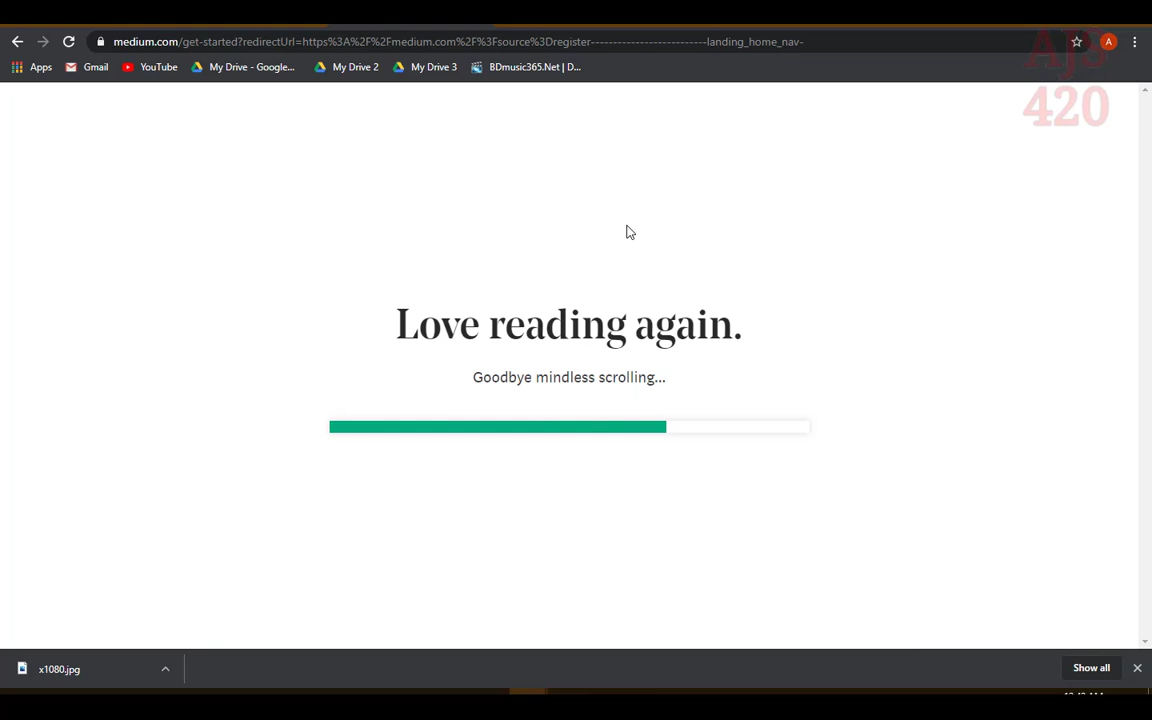 medium.com/get-started?redirectUrl=https%3A%2F%2Fmedium.com%2F%3Fsource%3Dregister--------------------------landing_home_nav-
A
Apps Gmail YouTube My Drive - Google... My Drive 2 My Drive 3 BDmusic365.Net | D...
AJS
420
Love reading again.
Goodbye mindless scrolling...
x1080.jpg
Show all